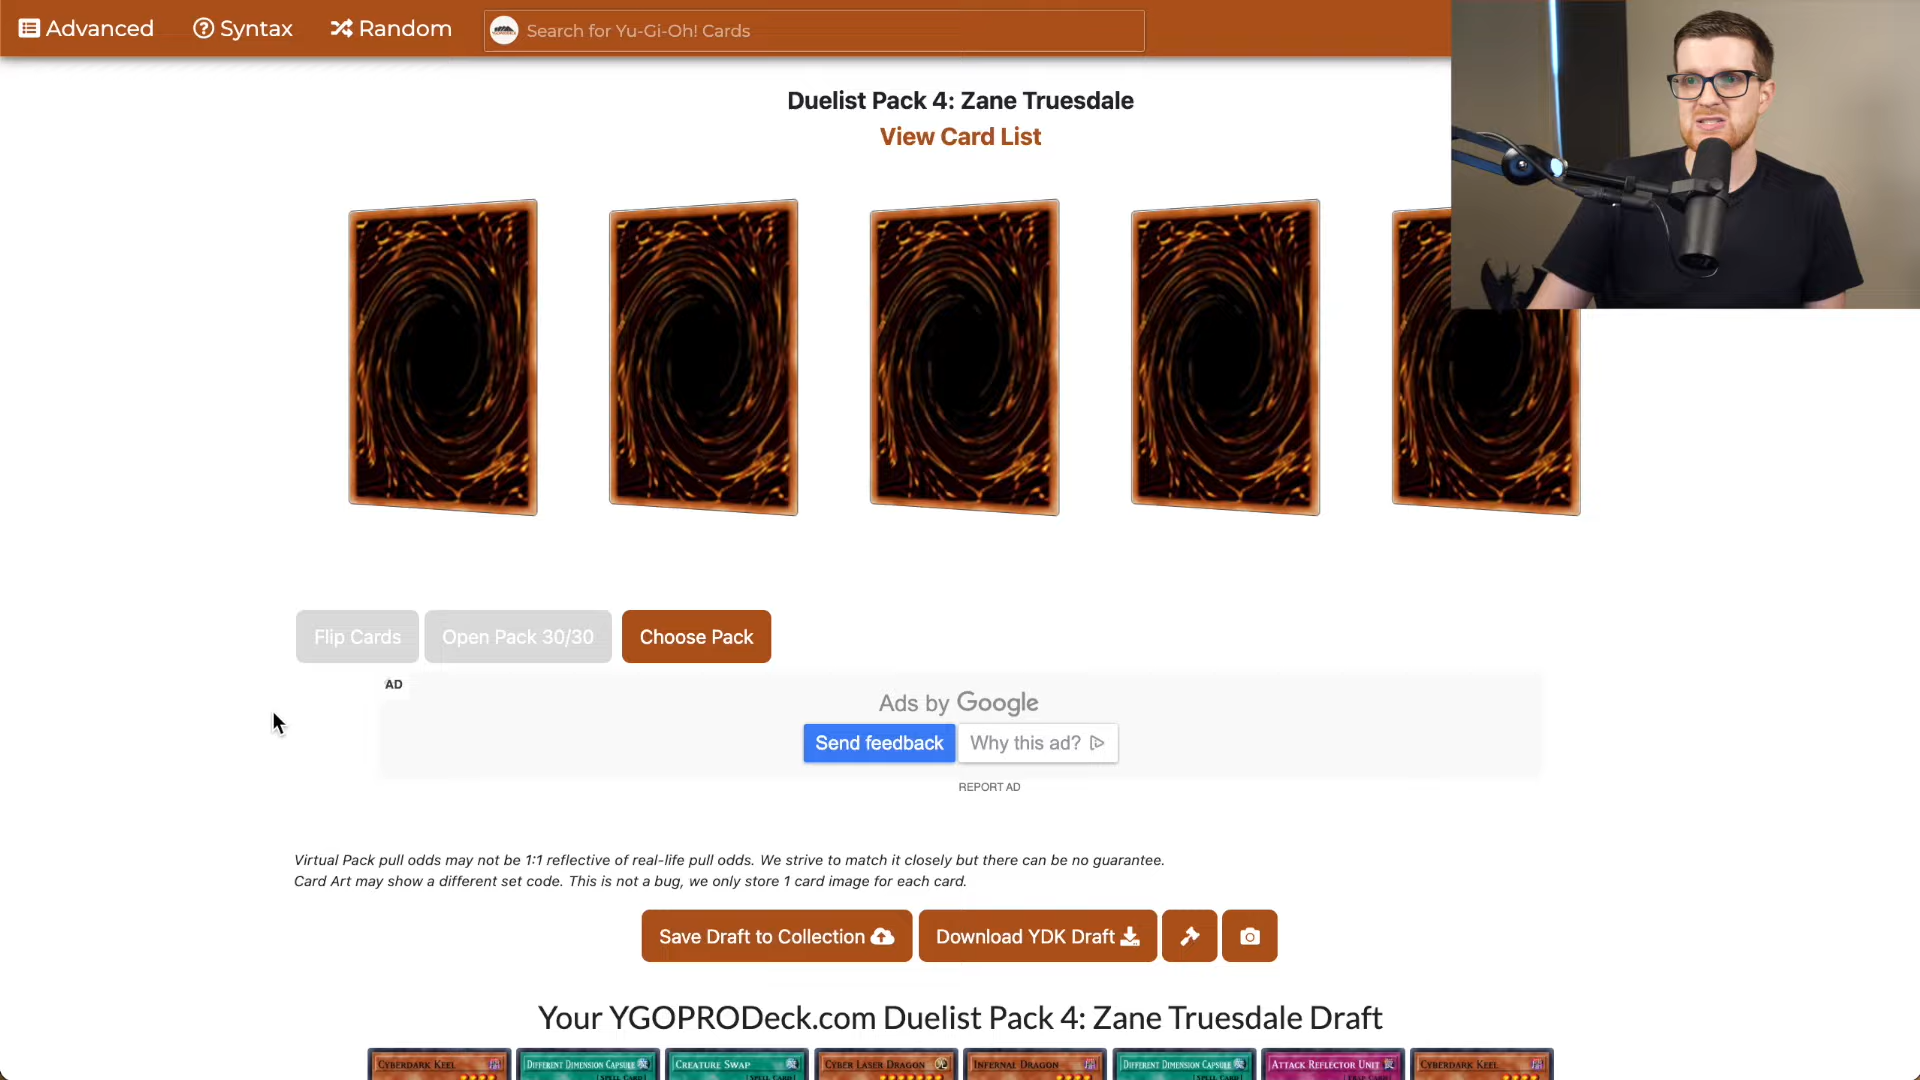 Advanced
Syntax
Random
Search for Yu-Gi-Oh! Cards
Duelist Pack 4: Zane Truesdale
View Card List
Flip Cards
Open Pack 30/30
Choose Pack
AD
Ads by Google
Send feedback
Why this ad?
REPORT AD
Virtual Pack pull odds may not be 1:1 reflective of real-life pull odds. We strive to match it closely but there can be no guarantee.
Card Art may show a different set code. This is not a bug, we only store 1 card image for each card.
Save Draft to Collection
Download YDK Draft
Your YGOPRODeck.com Duelist Pack 4: Zane Truesdale Draft
Cyberdark Keel
Different Dimension Capsule
Creature Swap
Cyber Laser Dragon
Infernal Dragon
Different Dimension Capsule
Attack Reflector Unit
Cyberdark Keel